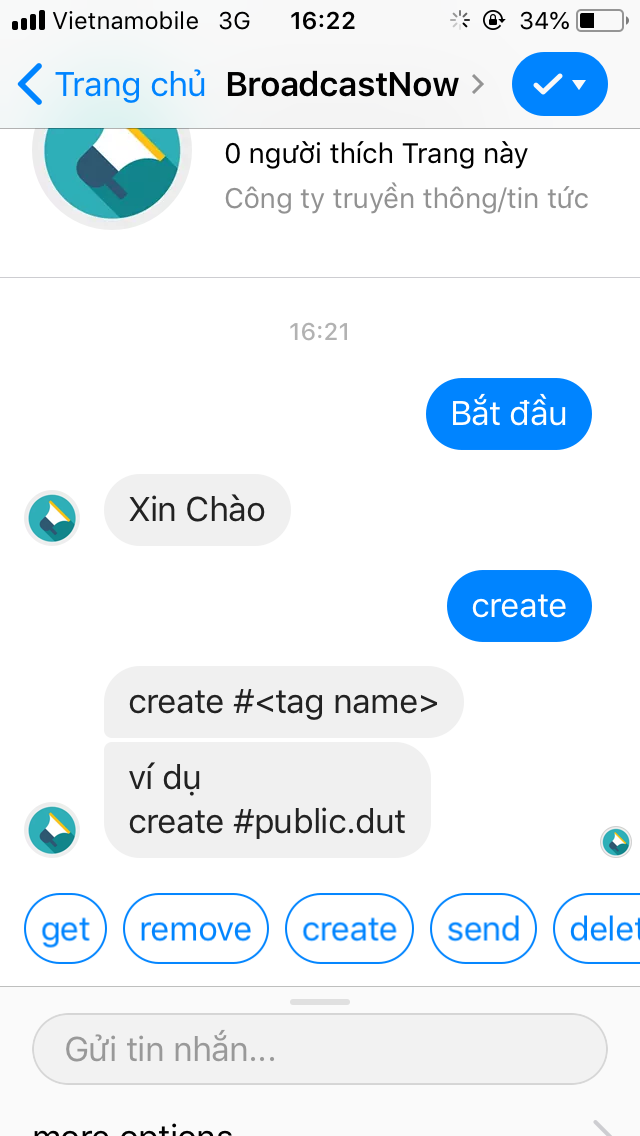 Vietnamobile 3G 16:22 34%
Trang chủ BroadcastNow
0 người thích Trang này
Công ty truyền thông/tin tức
16:21
Bắt đầu
Xin Chào
create
create #<tag name>
ví dụ
create #public.dut
get remove create send delet
Gửi tin nhắn...
more options